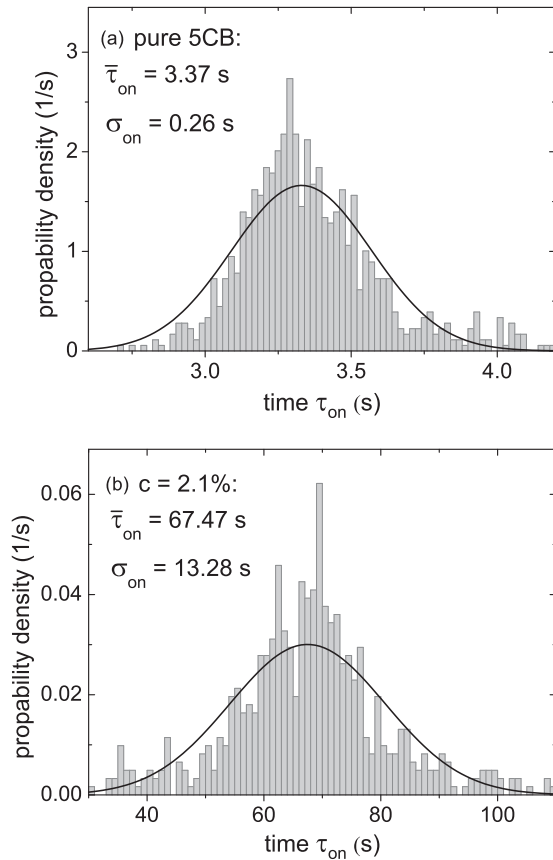 (a) pure 5CB:
τ̅on = 3.37 s
σon = 0.26 s
propability density (1/s)
3
2
1
0
3.0 3.5 4.0
time τon (s)
(b) c = 2.1%:
τ̅on = 67.47 s
σon = 13.28 s
propability density (1/s)
0.06
0.04
0.02
0.00
40 60 80 100
time τon (s)